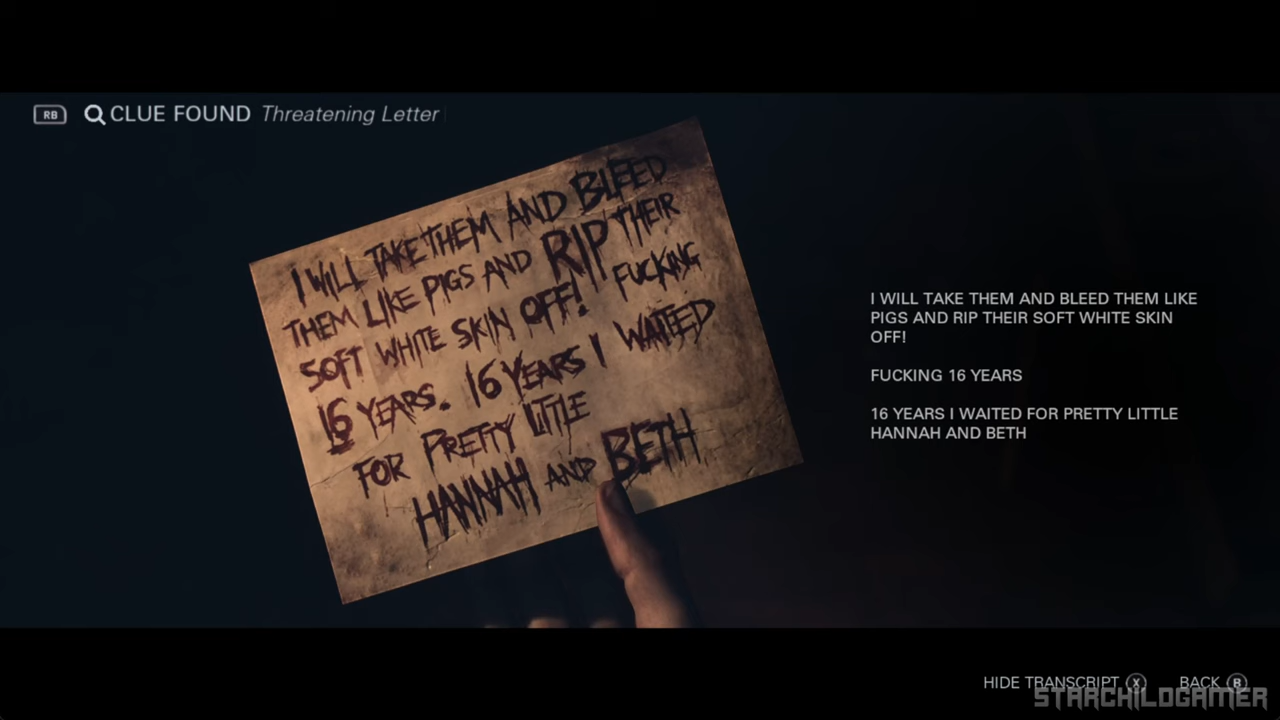 RB CLUE FOUND Threatening Letter
I WILL TAKE THEM AND BLEED
THEM LIKE PIGS AND RIP THEIR
SOFT WHITE SKIN OFF! FUCKING
16 YEARS. 16 YEARS I WAITED
FOR PRETTY LITTLE
HANNAH AND BETH
I WILL TAKE THEM AND BLEED THEM LIKE
PIGS AND RIP THEIR SOFT WHITE SKIN
OFF!
FUCKING 16 YEARS
16 YEARS I WAITED FOR PRETTY LITTLE
HANNAH AND BETH
HIDE TRANSCRIPT X BACK B
STARCHILDGAMER